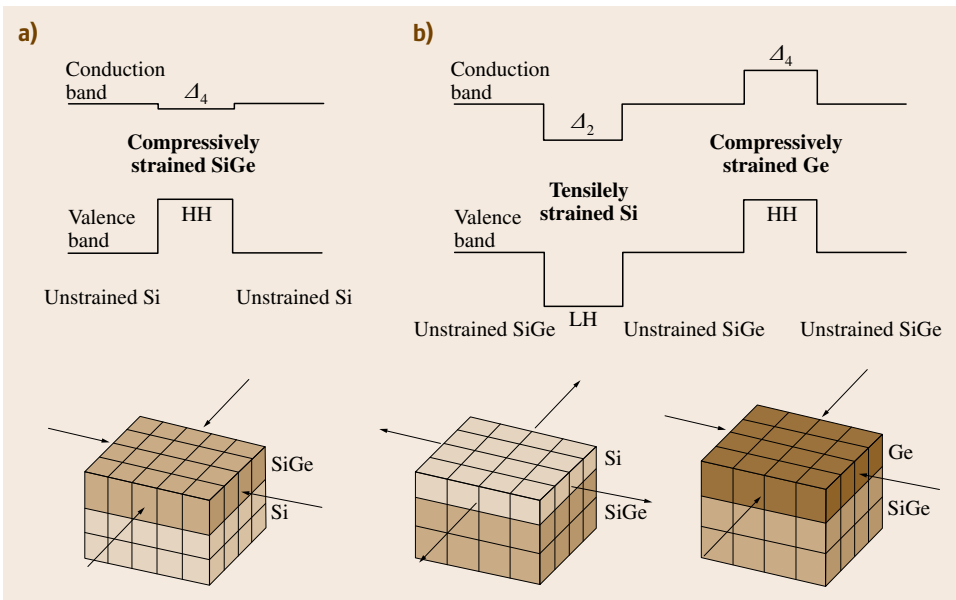 a)
Conduction
band
Δ4
Compressively
strained SiGe
Valence
band
HH
Unstrained Si
Unstrained Si
SiGe
Si
b)
Conduction
band
Δ2
Δ4
Tensilely
strained Si
Compressively
strained Ge
Valence
band
LH
HH
Unstrained SiGe
Unstrained SiGe
Unstrained SiGe
Si
SiGe
Ge
SiGe